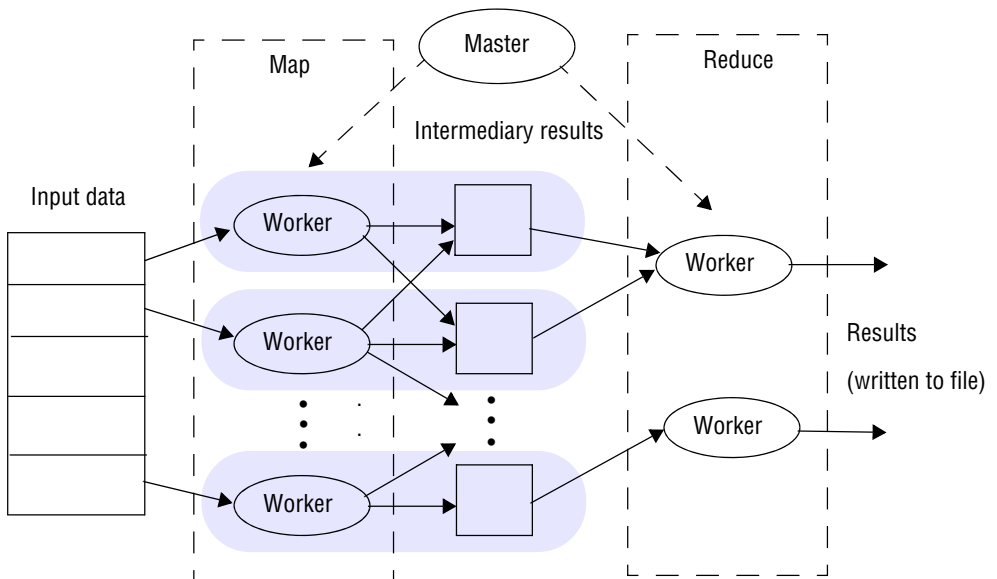 Master
Map
Reduce
Intermediary results
Input data
Worker
Worker
Worker
Worker
Results
(written to file)
Worker